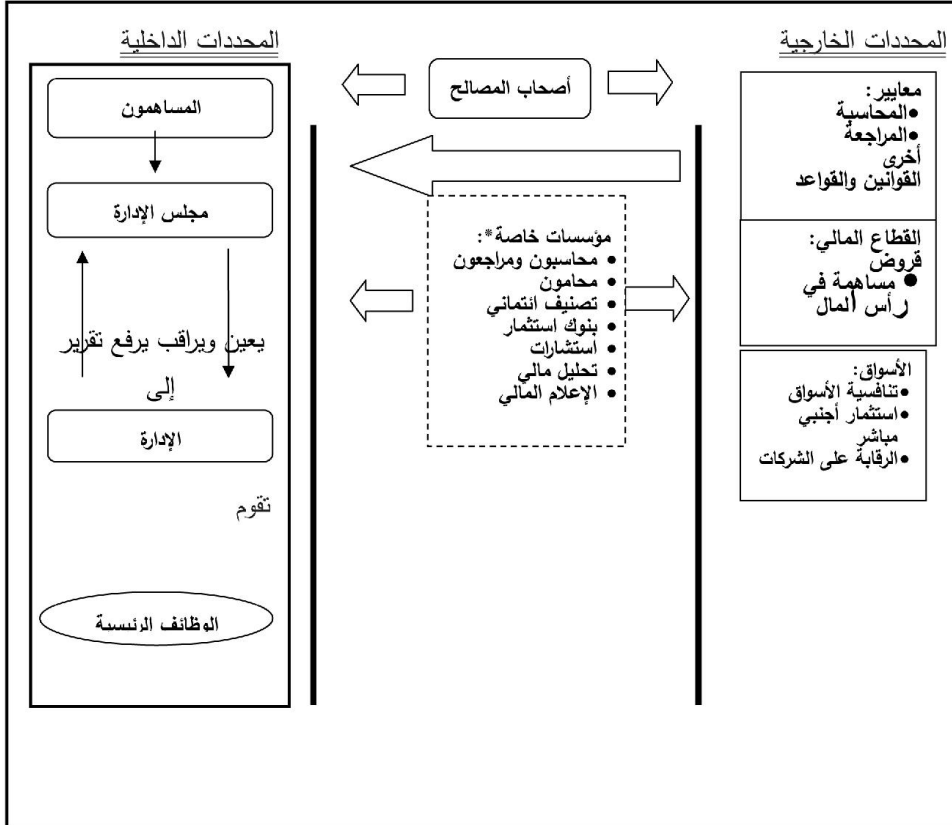 المحددات الخارجية
المحددات الداخلية
معايير:
•المحاسبة
•المراجعة
أخرى
القوانين والقواعد
القطاع المالي:
قروض
● مساهمة في
رأس المال
الأسواق:
•تنافسية الأسواق
•استثمار أجنبي
مباشر
•الرقابة على الشركات
أصحاب المصالح
مؤسسات خاصة*:
• محاسبون ومراجعون
• محامون
• تصنيف ائتماني
• بنوك استثمار
• استشارات
• تحليل مالي
• الإعلام المالي
المساهمون
مجلس الإدارة
يعين ويراقب يرفع تقرير
إلى
الإدارة
تقوم
الوظائف الرئيسية